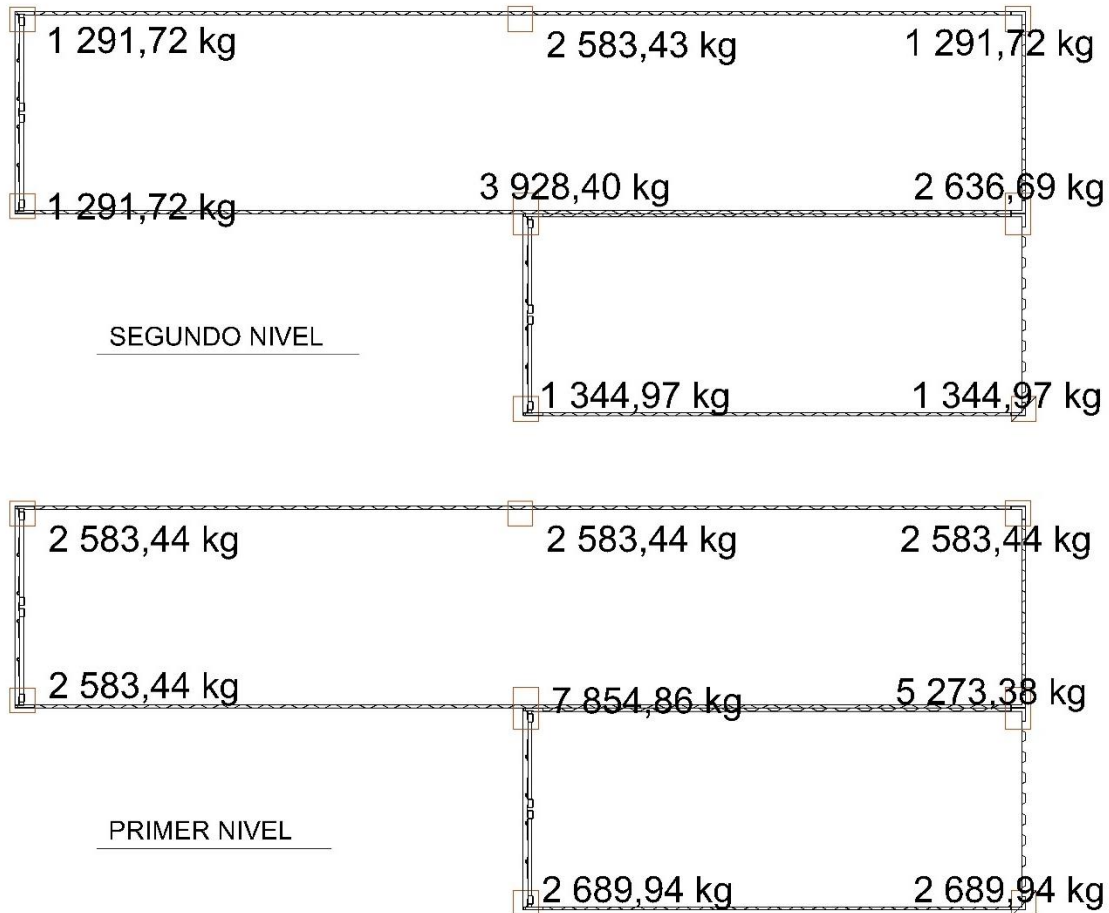 1 291,72 kg
2 583,43 kg
1 291,72 kg
3 928,40 kg
2 636,69 kg
1 291,72 kg
SEGUNDO NIVEL
1 344,97 kg
1 344,97 kg
2 583,44 kg
2 583,44 kg
2 583,44 kg
2 583,44 kg
7 854,86 kg
5 273,38 kg
PRIMER NIVEL
2 689,94 kg
2 689,94 kg